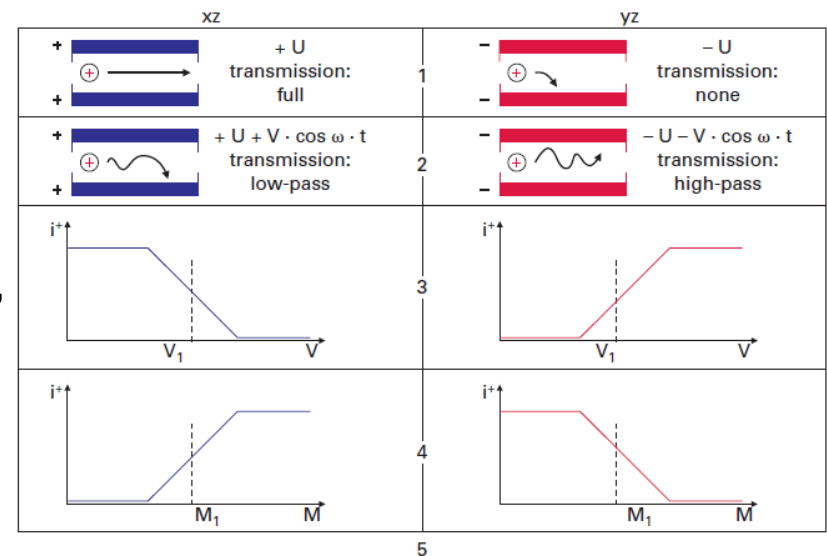 xz
yz
+
+ U
transmission:
full
+
+
1
−
− U
transmission:
none
+
−
+
+ U + V · cos ω · t
transmission:
low-pass
+
+
2
−
− U − V · cos ω · t
transmission:
high-pass
+
−
i+
V1
V
3
i+
V1
V
i+
M1
M
4
i+
M1
M
5